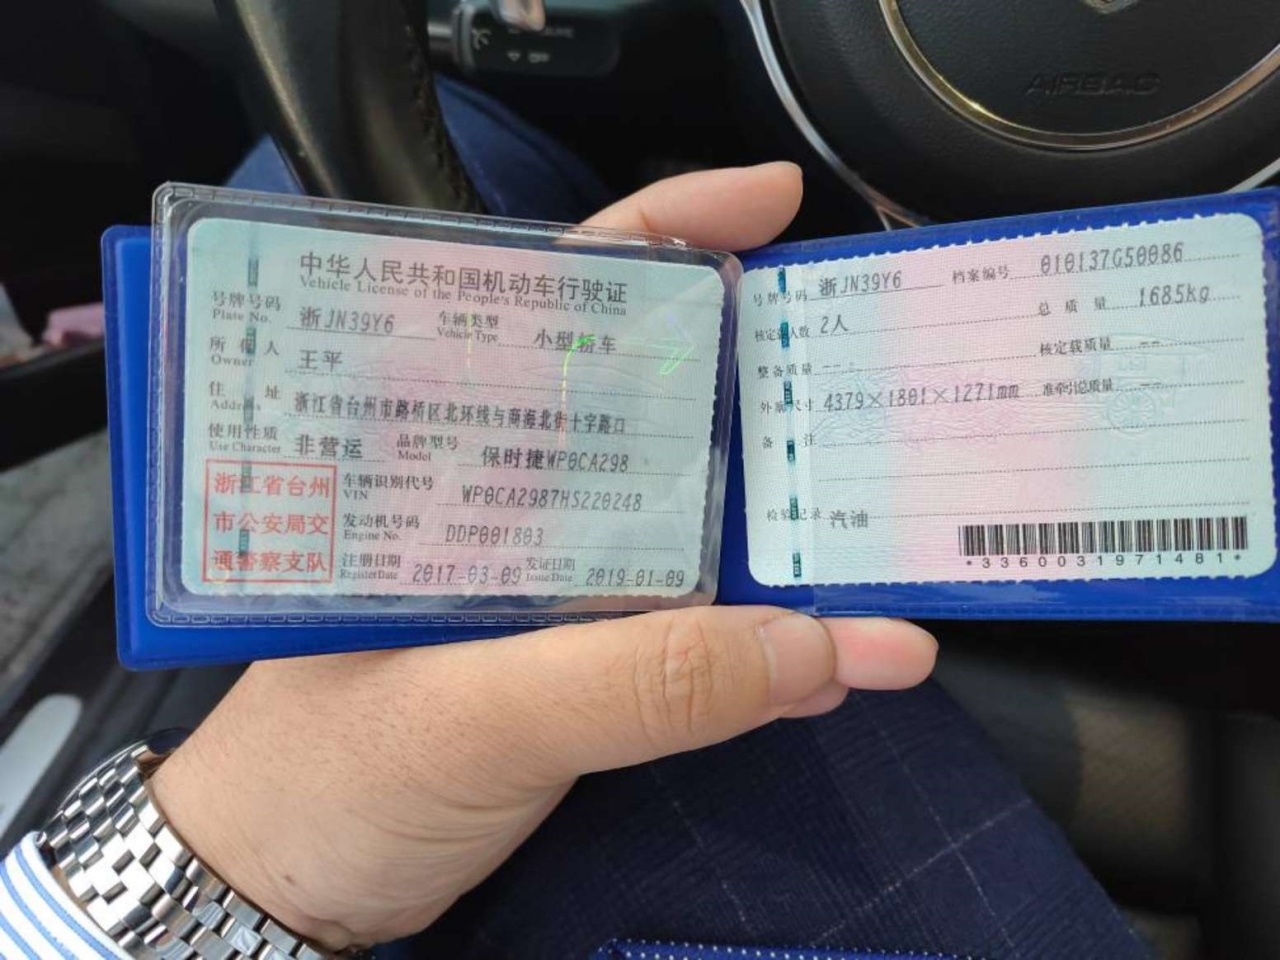 AIRBAG
中华人民共和国机动车行驶证
Vehicle License of the People's Republic of China
号牌号码 浙JN39Y6 车辆类型 小型轿车
Plate No. Vehicle Type
所有人 王平
Owner
住址 浙江省台州市路桥区北环线与商海北街十字路口
Address
使用性质 非营运 品牌型号 保时捷WP0CA298
Use Character Model
浙江省台州
市公安局交
通警察支队
车辆识别代号 WP0CA2987HS220248
VIN
发动机号码 DDP001803
Engine No.
注册日期 2017-03-09 发证日期 2019-01-09
Register Date Issue Date
号牌号码 浙JN39Y6 档案编号 010137G50086
核定载人数 2人 总质量 1685kg
整备质量 -- 核定载质量 --
外廓尺寸 4379×1801×1271mm 准牵引总质量 --
备注
检验记录 汽油
*3360031971481*